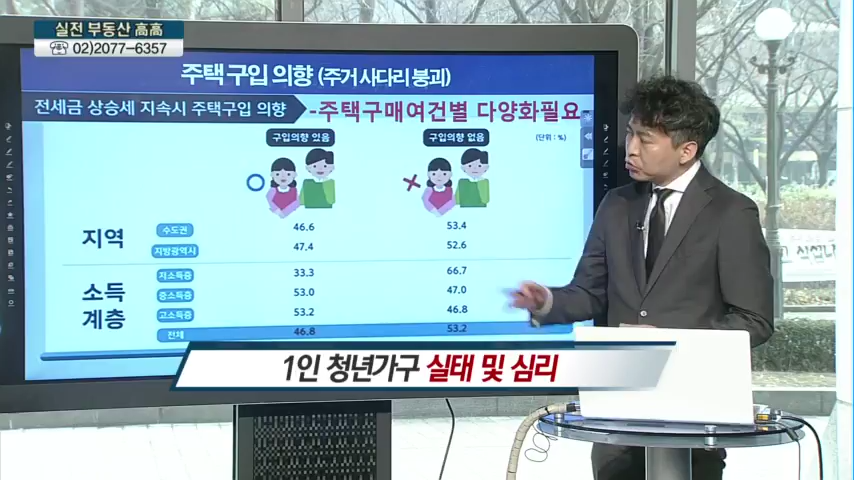 실전 부동산 高高
02)2077-6357
주택 구입 의향 (주거 사다리 붕괴)
전세금 상승세 지속시 주택구입 의향
-주택구매여건별 다양화필요
구입의향 있음
구입의향 없음
(단위 : %)
지역
수도권 46.6 53.4
지방광역시 47.4 52.6
소득
계층
저소득층 33.3 66.7
중소득층 53.0 47.0
고소득층 53.2 46.8
전체 46.8 53.2
1인 청년가구 실태 및 심리